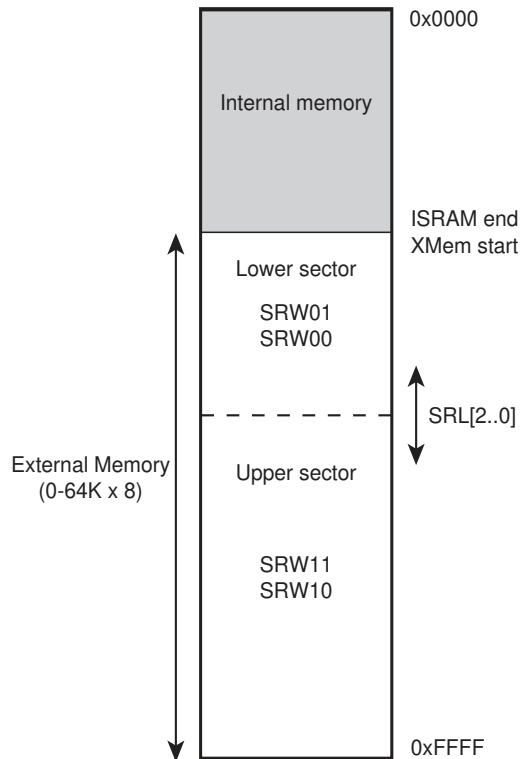 0x0000
Internal memory
ISRAM end
XMem start
Lower sector
SRW01
SRW00
SRL[2..0]
External Memory
(0-64K x 8)
Upper sector
SRW11
SRW10
0xFFFF